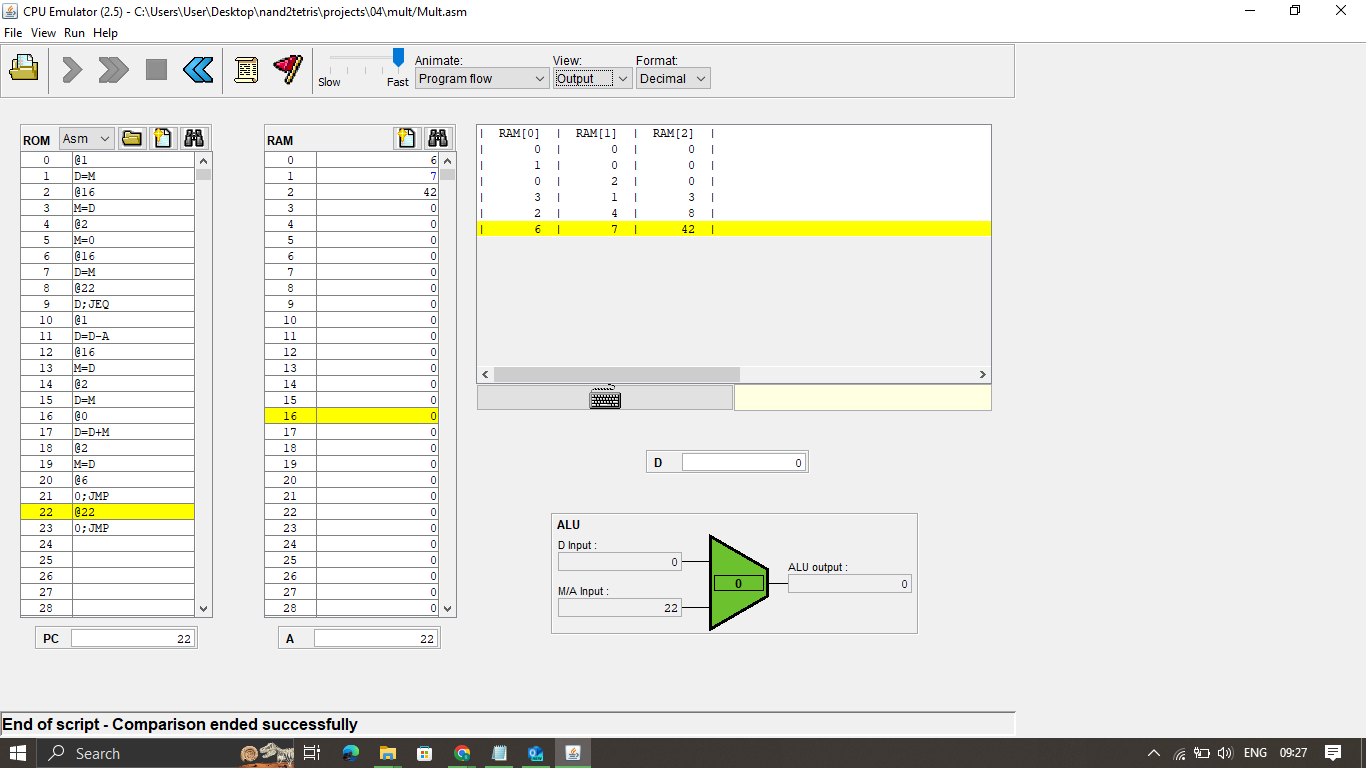 CPU Emulator (2.5) - C:\Users\User\Desktop\nand2tetris\projects\04\mult/Mult.asm
File View Run Help
Slow Fast
Animate: View: Format:
Program flow Output Decimal
ROM Asm
0 @1
1 D=M
2 @16
3 M=D
4 @2
5 M=0
6 @16
7 D=M
8 @22
9 D;JEQ
10 @1
11 D=D-A
12 @16
13 M=D
14 @2
15 D=M
16 @0
17 D=D+M
18 @2
19 M=D
20 @6
21 0;JMP
22 @22
23 0;JMP
24
25
26
27
28
PC 22
RAM
0 6
1 7
2 42
3 0
4 0
5 0
6 0
7 0
8 0
9 0
10 0
11 0
12 0
13 0
14 0
15 0
16 0
17 0
18 0
19 0
20 0
21 0
22 0
23 0
24 0
25 0
26 0
27 0
28 0
A 22
| RAM[0] | RAM[1] | RAM[2] |
| 0 | 0 | 0 |
| 1 | 0 | 0 |
| 0 | 2 | 0 |
| 3 | 1 | 3 |
| 2 | 4 | 8 |
| 6 | 7 | 42 |
D 0
ALU
D Input :
0
M/A Input :
22
0
ALU output :
0
End of script - Comparison ended successfully
Search
ENG 09:27